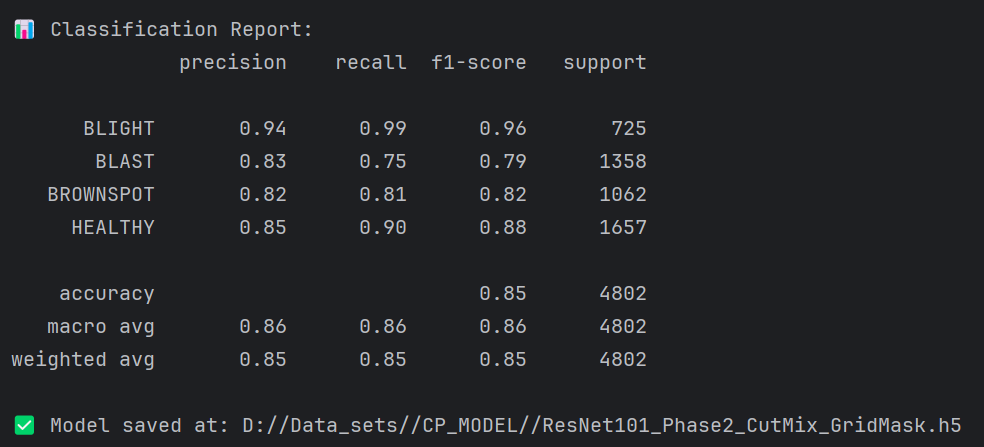 📊 Classification Report:
              precision    recall  f1-score   support

      BLIGHT       0.94      0.99      0.96       725
       BLAST       0.83      0.75      0.79      1358
   BROWNSPOT       0.82      0.81      0.82      1062
     HEALTHY       0.85      0.90      0.88      1657

    accuracy                           0.85      4802
   macro avg       0.86      0.86      0.86      4802
weighted avg       0.85      0.85      0.85      4802

✅ Model saved at: D://Data_sets//CP_MODEL//ResNet101_Phase2_CutMix_GridMask.h5